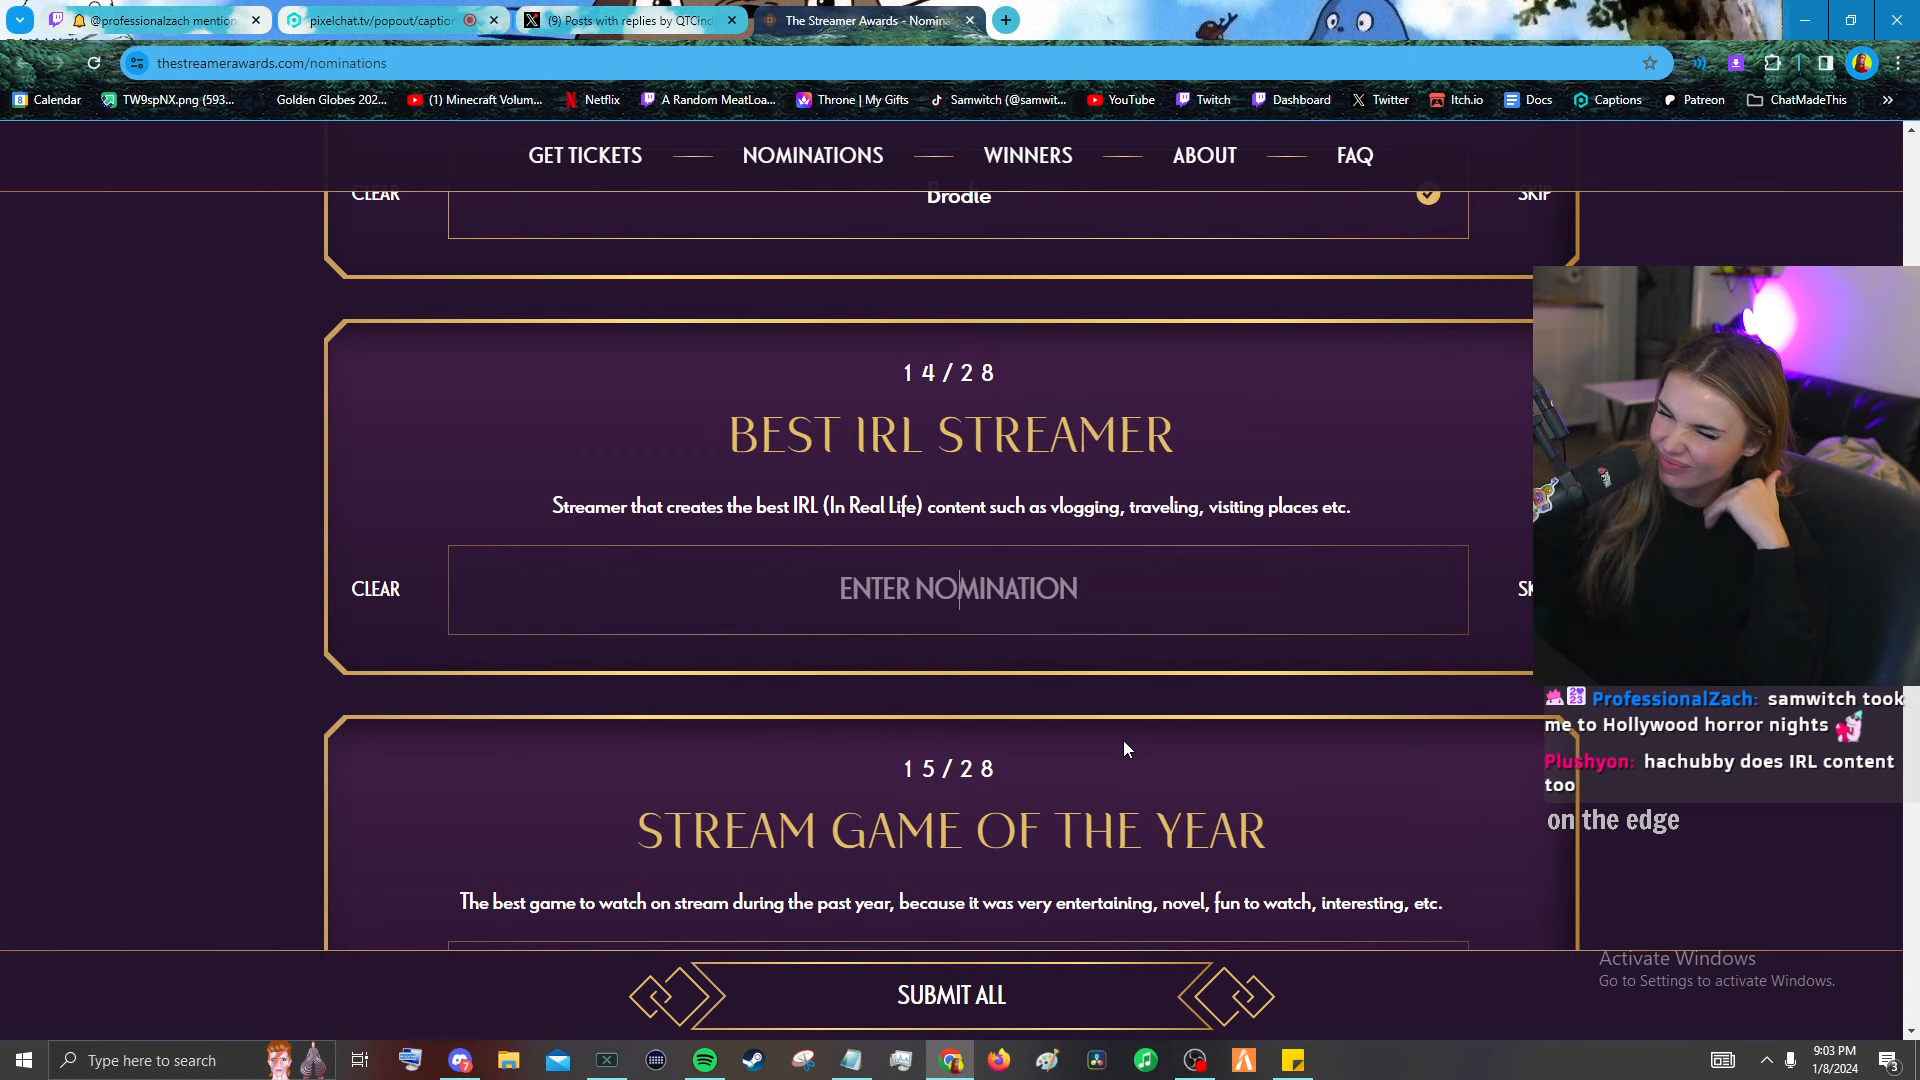 @professionalzach mention
pixelchat.tv/popout/caption
(9) Posts with replies by QTCind
The Streamer Awards - Nomin
thestreamerawards.com/nominations
Calendar
TW9spNX.png (593...
Golden Globes 202...
(1) Minecraft Volum...
Netflix
A Random MeatLoa...
Throne | My Gifts
Samwitch (@samwit...
YouTube
Twitch
Dashboard
Twitter
Itch.io
Docs
Captions
Patreon
ChatMadeThis
GET TICKETS
NOMINATIONS
WINNERS
ABOUT
FAQ
CLEAR
Brodie
SKIP
14/28
BEST IRL STREAMER
Streamer that creates the best IRL (In Real Life) content such as vlogging, traveling, visiting places etc.
CLEAR
ENTER NOMINATION
SK
15/28
STREAM GAME OF THE YEAR
The best game to watch on stream during the past year, because it was very entertaining, novel, fun to watch, interesting, etc.
ProfessionalZach: samwitch took
me to Hollywood horror nights
Plushyon: hachubby does IRL content
too
on the edge
SUBMIT ALL
Activate Windows
Go to Settings to activate Windows.
Type here to search
9:03 PM
1/8/2024